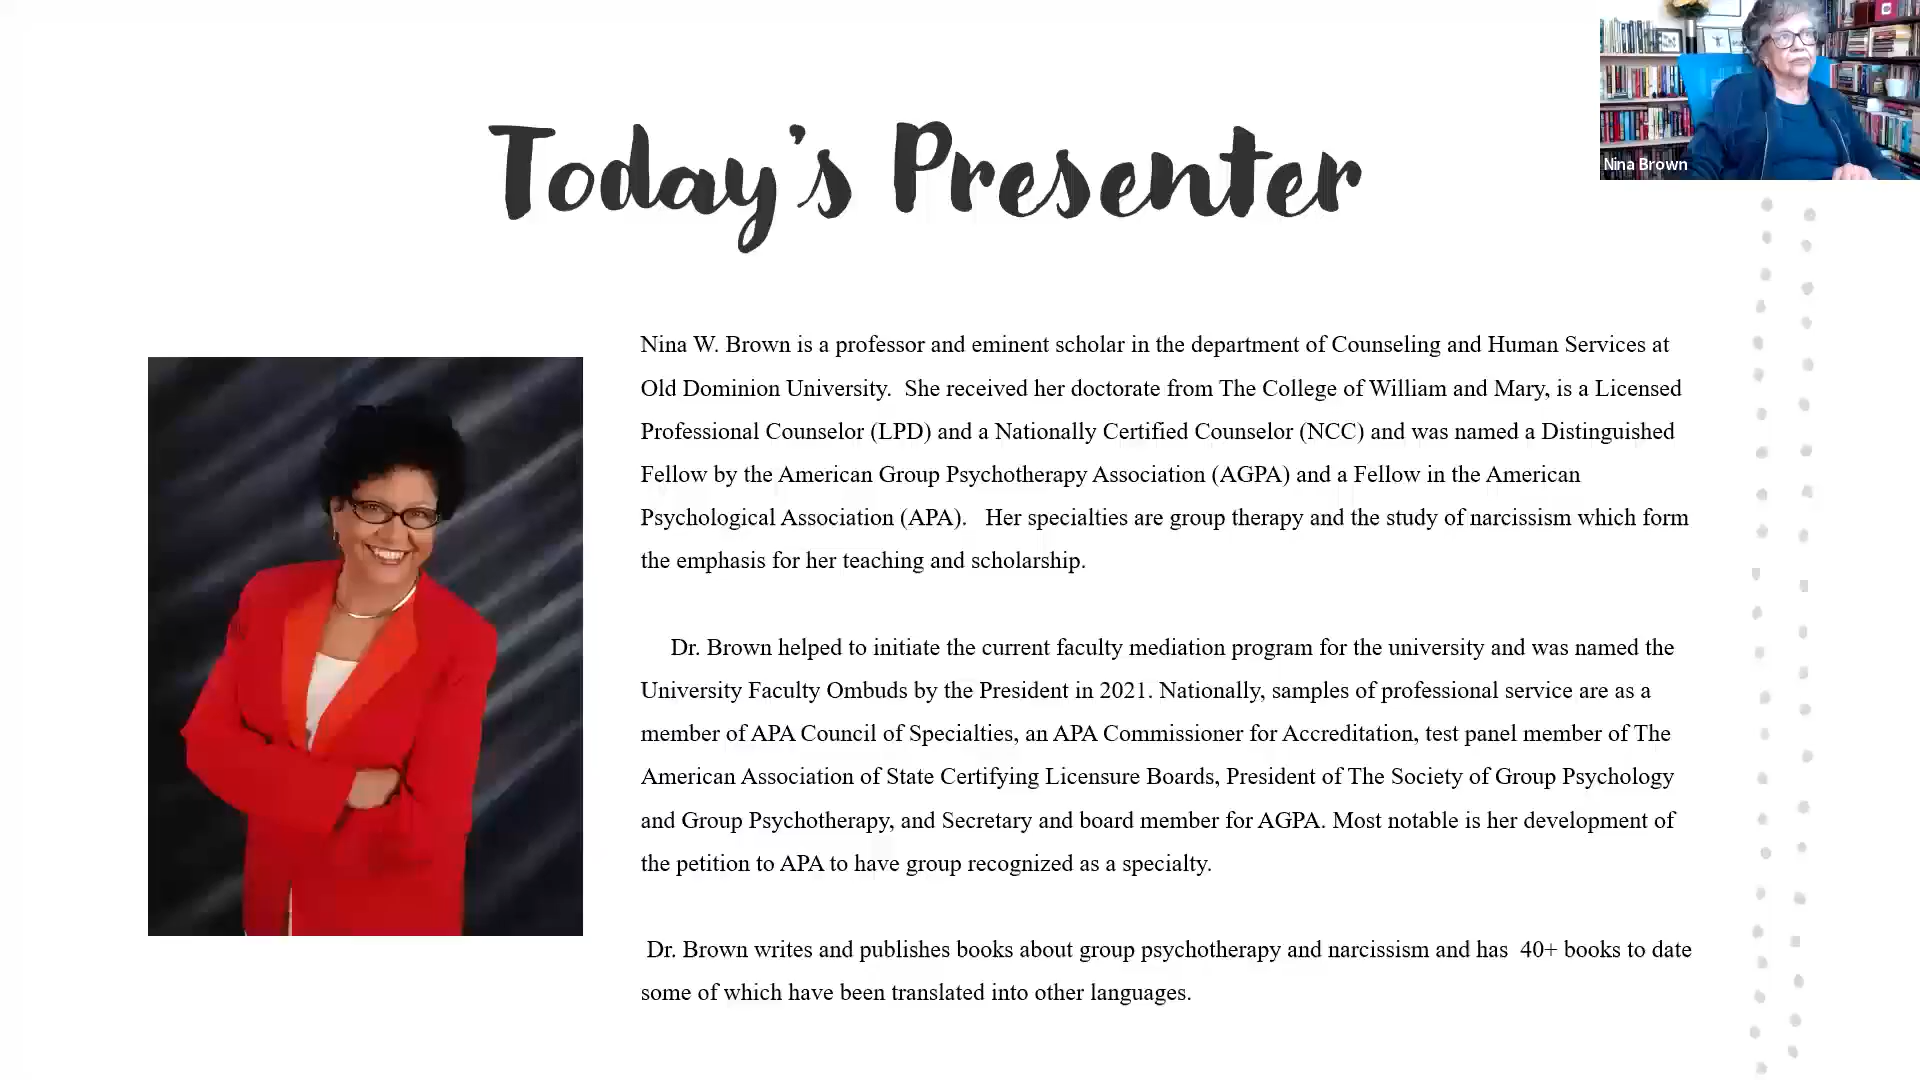 Today's Presenter
Nina Brown
Nina W. Brown is a professor and eminent scholar in the department of Counseling and Human Services at
Old Dominion University.  She received her doctorate from The College of William and Mary, is a Licensed
Professional Counselor (LPD) and a Nationally Certified Counselor (NCC) and was named a Distinguished
Fellow by the American Group Psychotherapy Association (AGPA) and a Fellow in the American
Psychological Association (APA).   Her specialties are group therapy and the study of narcissism which form
the emphasis for her teaching and scholarship.
Dr. Brown helped to initiate the current faculty mediation program for the university and was named the
University Faculty Ombuds by the President in 2021. Nationally, samples of professional service are as a
member of APA Council of Specialties, an APA Commissioner for Accreditation, test panel member of The
American Association of State Certifying Licensure Boards, President of The Society of Group Psychology
and Group Psychotherapy, and Secretary and board member for AGPA. Most notable is her development of
the petition to APA to have group recognized as a specialty.
Dr. Brown writes and publishes books about group psychotherapy and narcissism and has  40+ books to date
some of which have been translated into other languages.